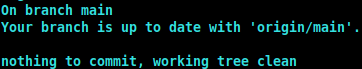 On branch main
Your branch is up to date with 'origin/main'.
nothing to commit, working tree clean